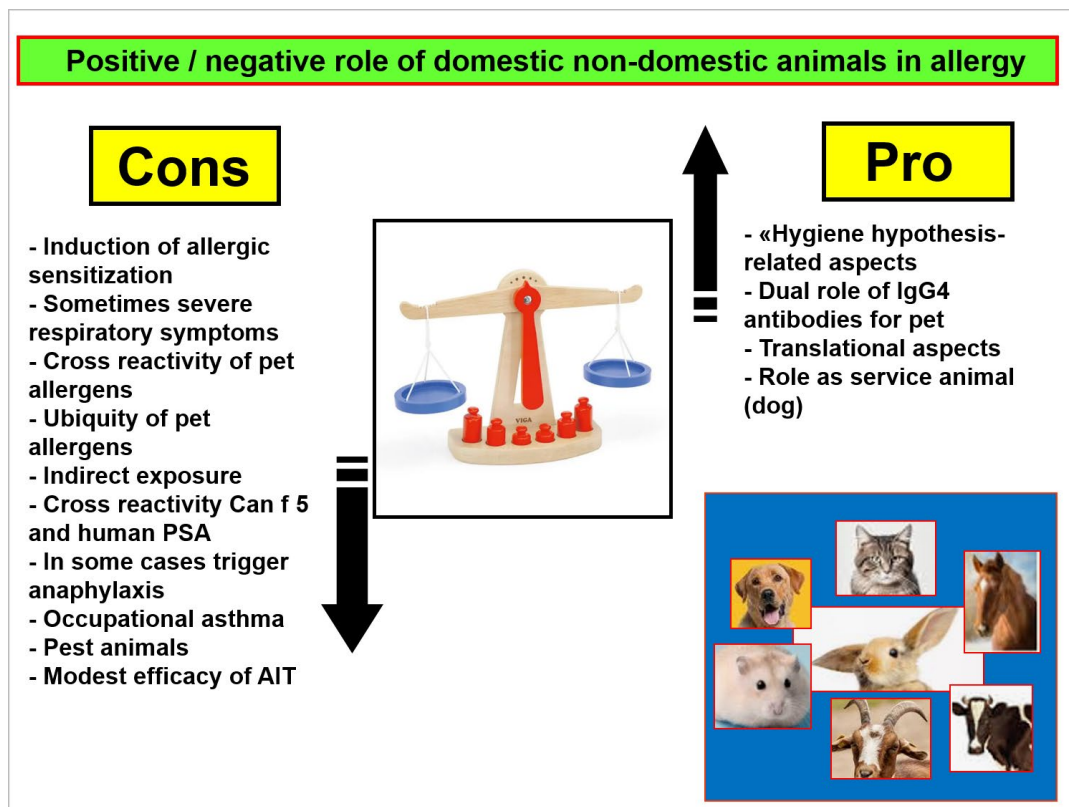 Positive / negative role of domestic non-domestic animals in allergy
Cons
- Induction of allergic
sensitization
- Sometimes severe
respiratory symptoms
- Cross reactivity of pet
allergens
- Ubiquity of pet
allergens
- Indirect exposure
- Cross reactivity Can f 5
and human PSA
- In some cases trigger
anaphylaxis
- Occupational asthma
- Pest animals
- Modest efficacy of AIT
VIGA
Pro
- «Hygiene hypothesis-
related aspects
- Dual role of IgG4
antibodies for pet
- Translational aspects
- Role as service animal
(dog)